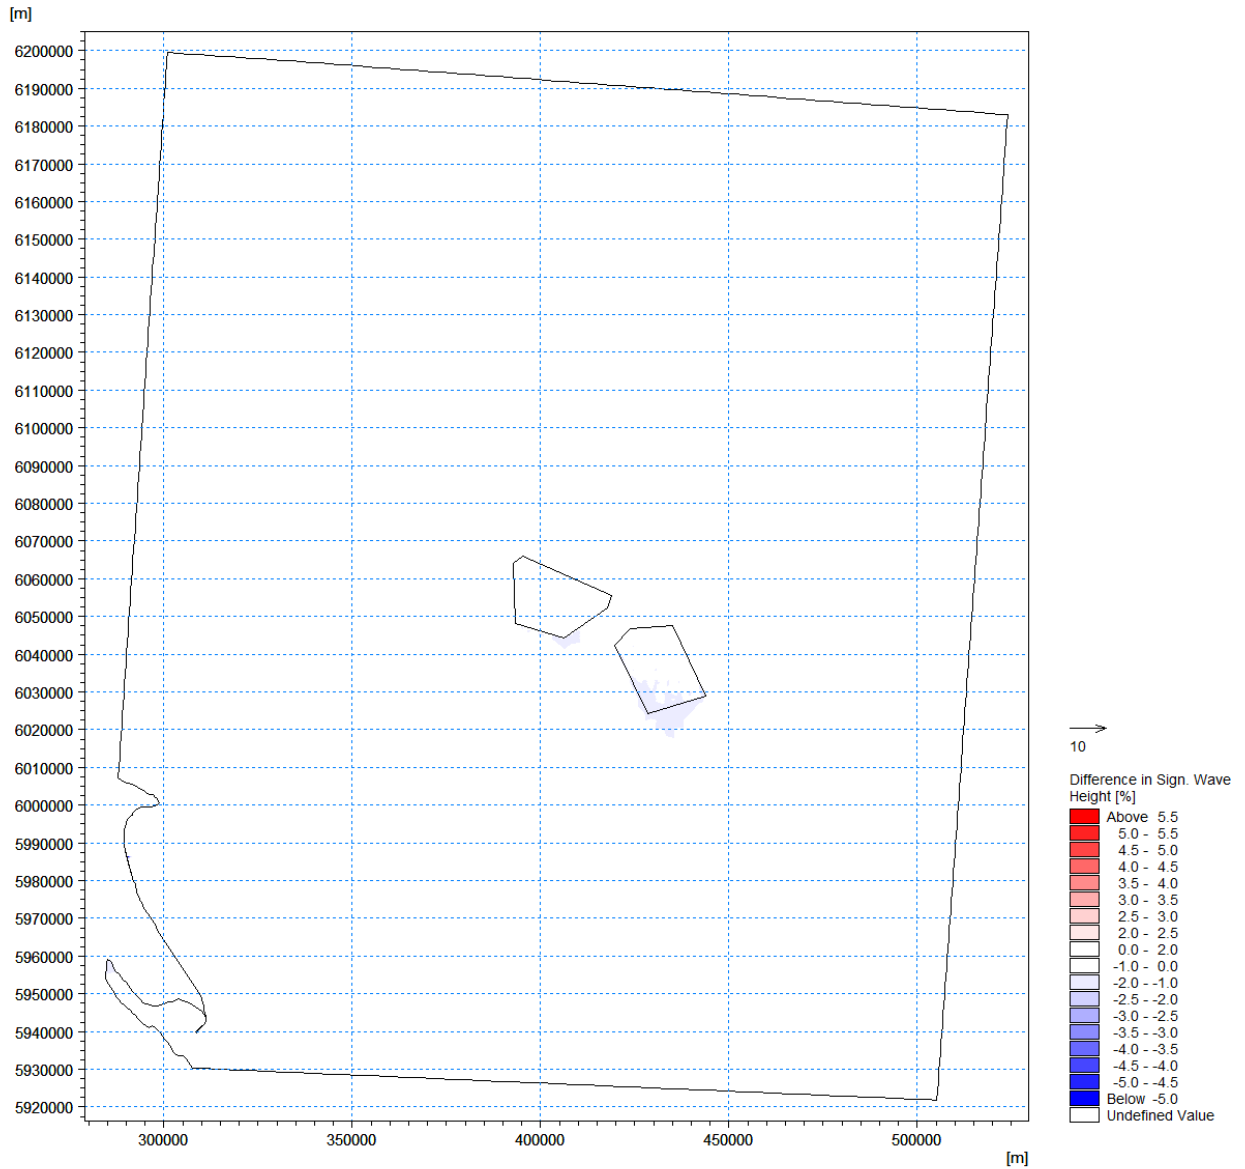 [m]
6200000
6190000
6180000
6170000
6160000
6150000
6140000
6130000
6120000
6110000
6100000
6090000
6080000
6070000
6060000
6050000
6040000
6030000
6020000
6010000
6000000
5990000
5980000
5970000
5960000
5950000
5940000
5930000
5920000
300000 350000 400000 450000 500000
[m]
10
Difference in Sign. Wave
Height [%]
Above 5.5
5.0 - 5.5
4.5 - 5.0
4.0 - 4.5
3.5 - 4.0
3.0 - 3.5
2.5 - 3.0
2.0 - 2.5
0.0 - 2.0
-1.0 - 0.0
-2.0 - -1.0
-2.5 - -2.0
-3.0 - -2.5
-3.5 - -3.0
-4.0 - -3.5
-4.5 - -4.0
-5.0 - -4.5
Below -5.0
Undefined Value